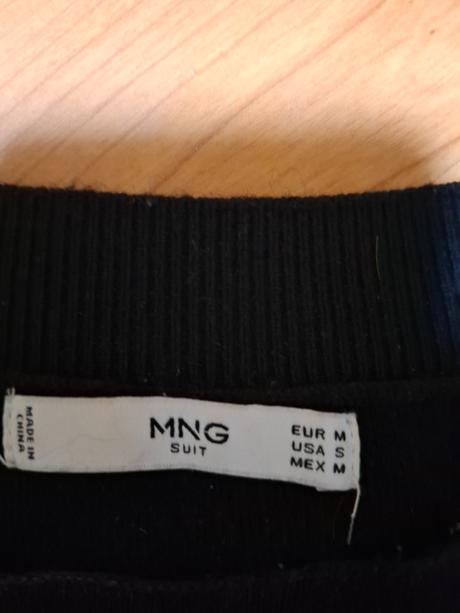 MADE IN
CHINA
MNG
SUIT
EUR M
USA S
MEX M